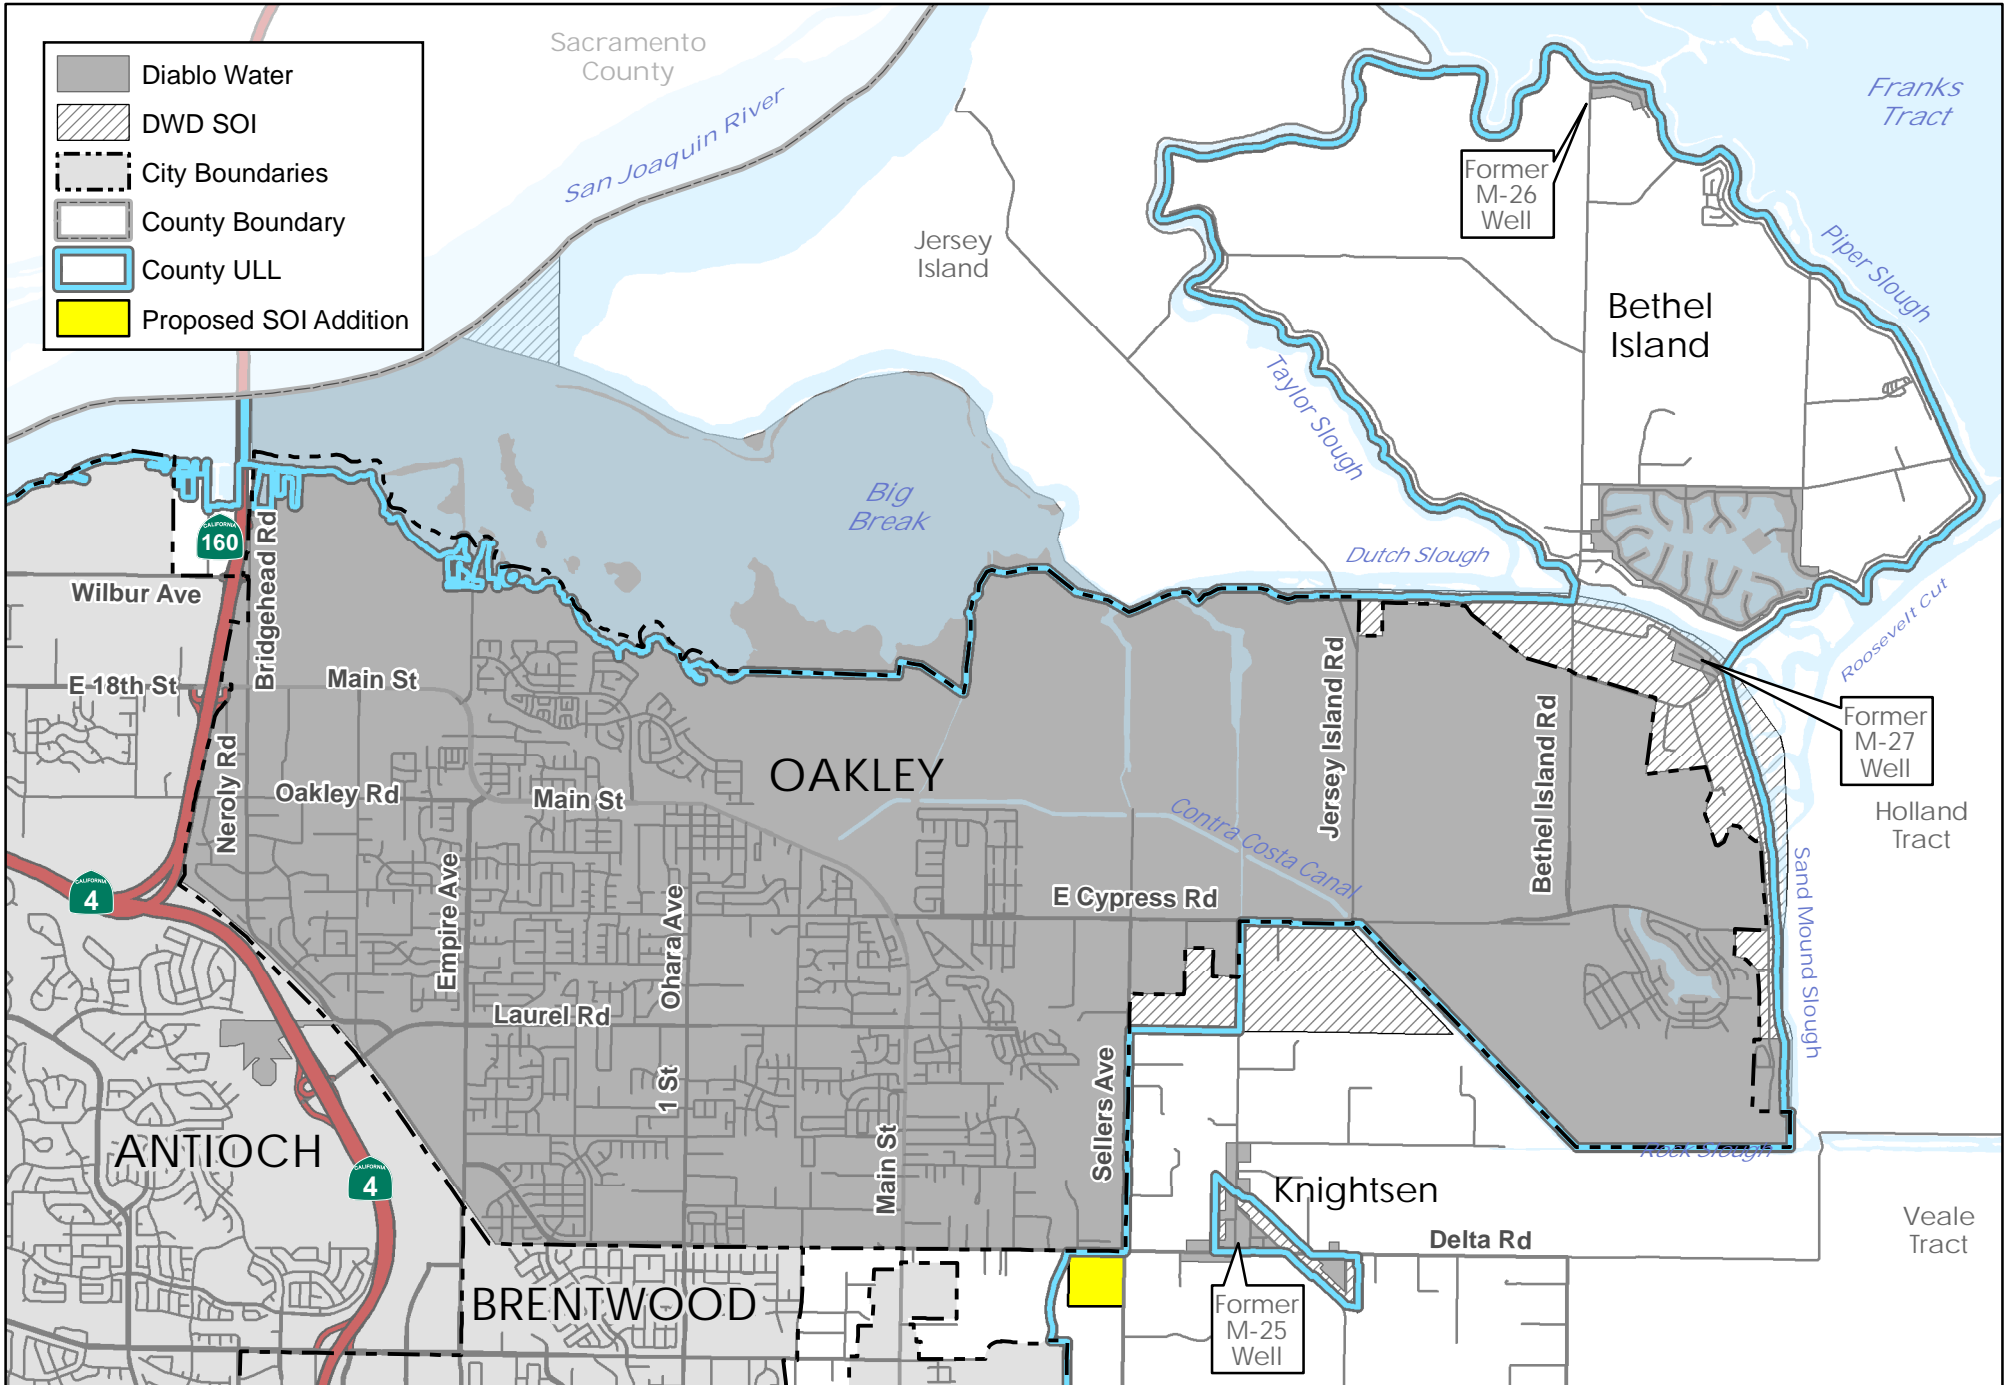 Diablo Water
DWD SOI
City Boundaries
County Boundary
County ULL
Proposed SOI Addition
Sacramento
County
San Joaquin River
Franks
Tract
Former
M-26
Well
Jersey
Island
Piper Slough
Bethel
Island
Taylor Slough
Big
Break
Dutch Slough
Roosevelt Cut
CALIFORNIA
160
Bridgehead Rd
Wilbur Ave
E 18th St
Main St
Neroly Rd
Oakley Rd
Main St
OAKLEY
Jersey Island Rd
Bethel Island Rd
Former
M-27
Well
Holland
Tract
Contra Costa Canal
Sand Mound Slough
CALIFORNIA
4
Empire Ave
Ohara Ave
E Cypress Rd
Laurel Rd
1 St
Main St
Sellers Ave
ANTIOCH
CALIFORNIA
4
Rock Slough
Knightsen
Delta Rd
Veale
Tract
BRENTWOOD
Former
M-25
Well